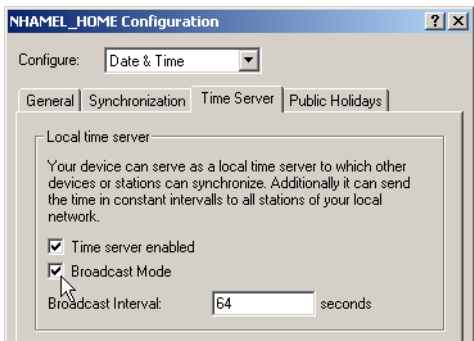 NHAMEL_HOME Configuration
Configure: Date & Time
General Synchronization Time Server Public Holidays
Local time server
Your device can serve as a local time server to which other
devices or stations can synchronize. Additionally it can send
the time in constant intervalls to all stations of your local
network.
Time server enabled
Broadcast Mode
Broadcast Interval: 64 seconds